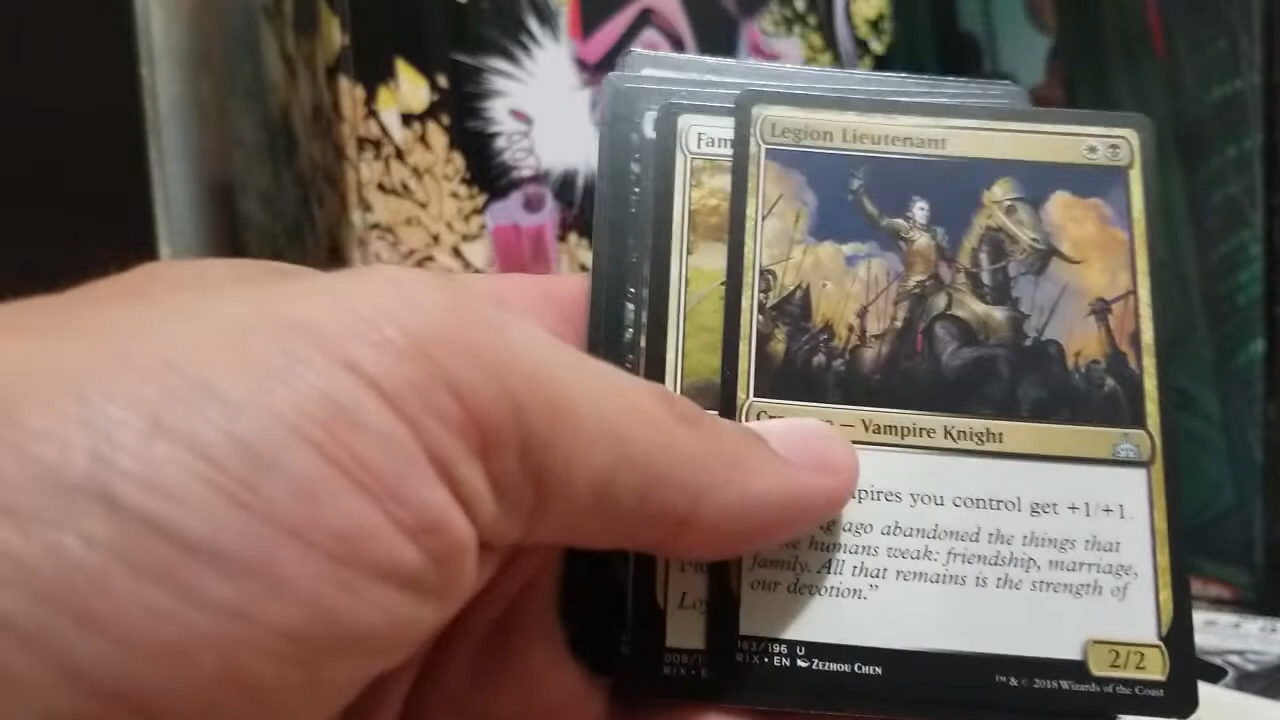 Legion Lieutenant
Fam
— Vampire Knight
pires you control get +1/+1.
ago abandoned the things that
humans weak: friendship, marriage,
family. All that remains is the strength of
our devotion.”
2/2
163/196 U
RIX • EN ZEZHOU CHEN
™ & © 2018 Wizards of the Coast
Lo
008/1
RIX • E